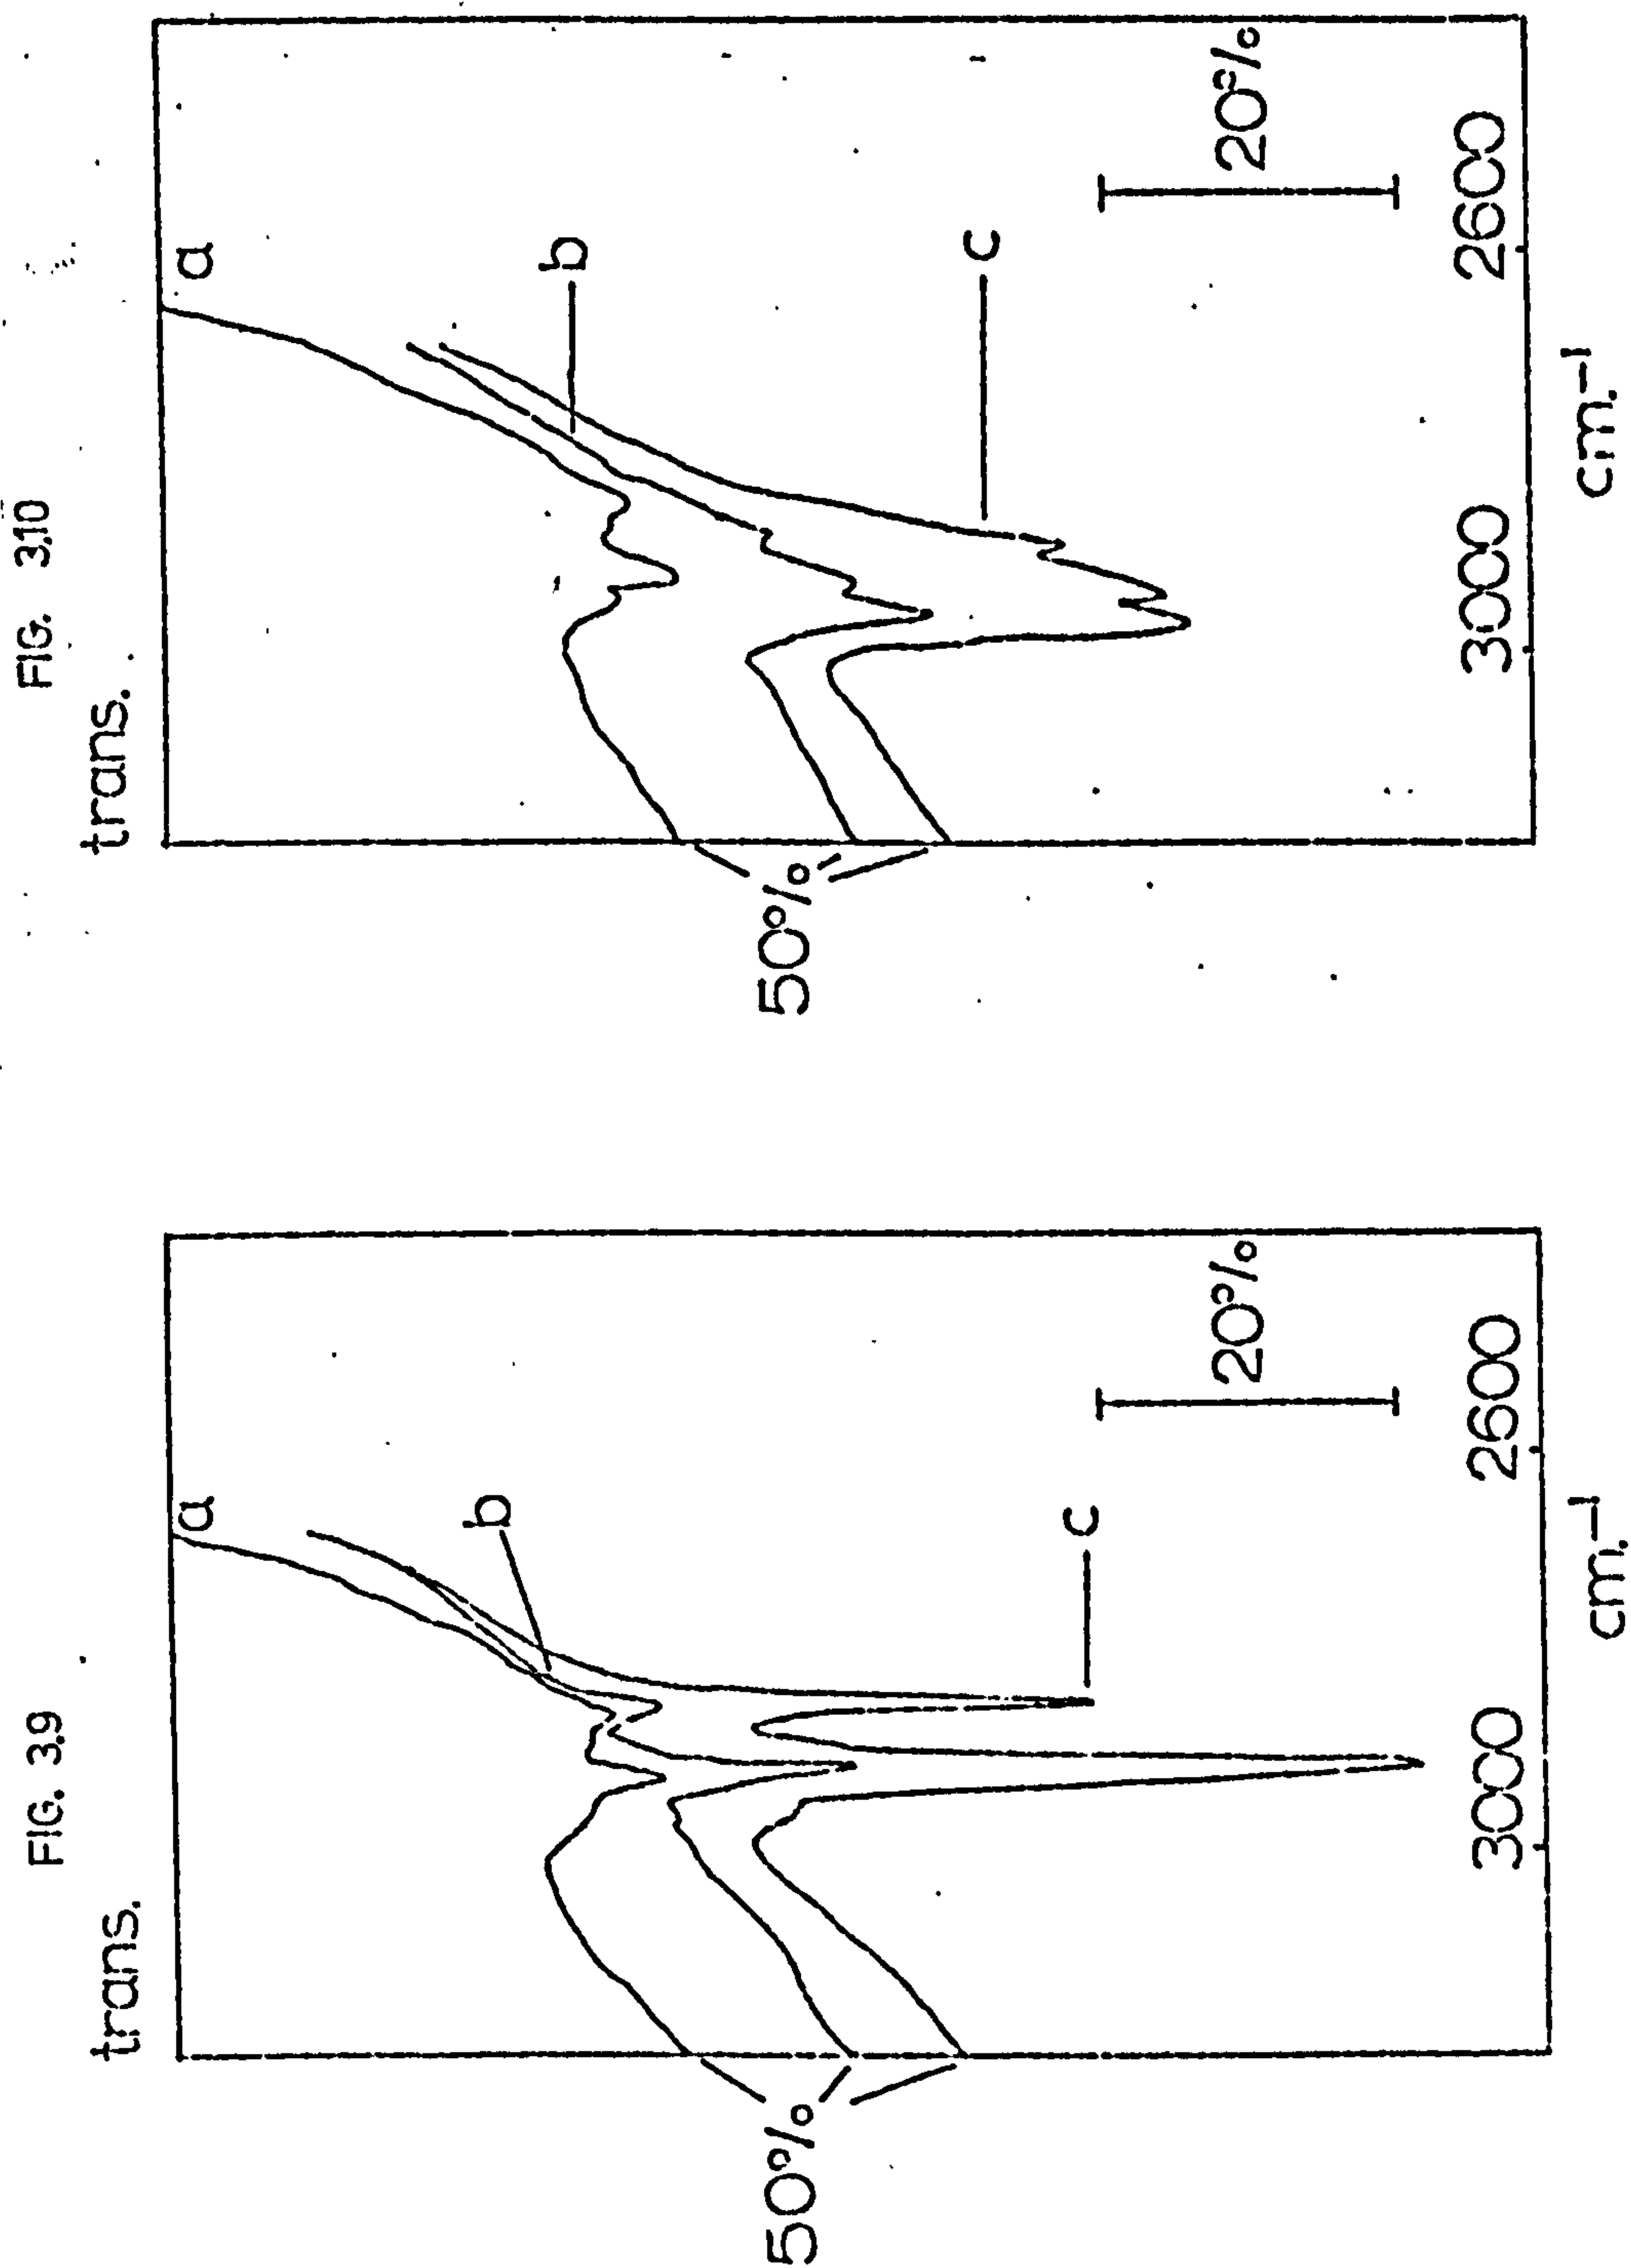 FIG. 3.9
trans.
a
b
c
50%
20%
3000
2600
cm.⁻¹
FIG. 3.10
trans.
a
b
c
50%
20%
3000
2600
cm.⁻¹